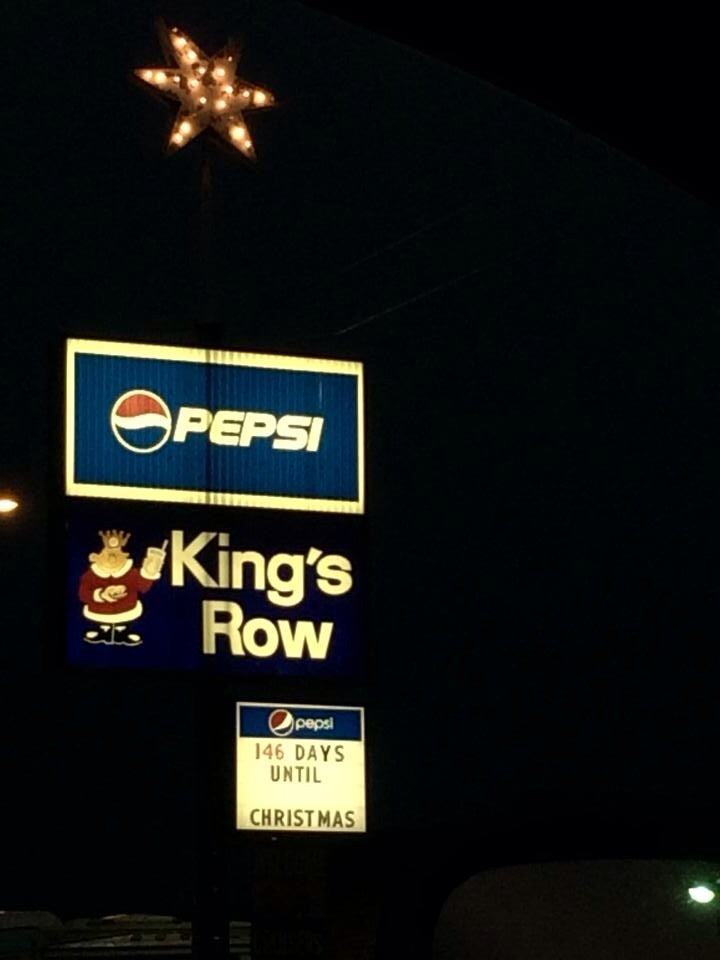 PEPSI
King's
Row
pepsi
146 DAYS
UNTIL
CHRISTMAS